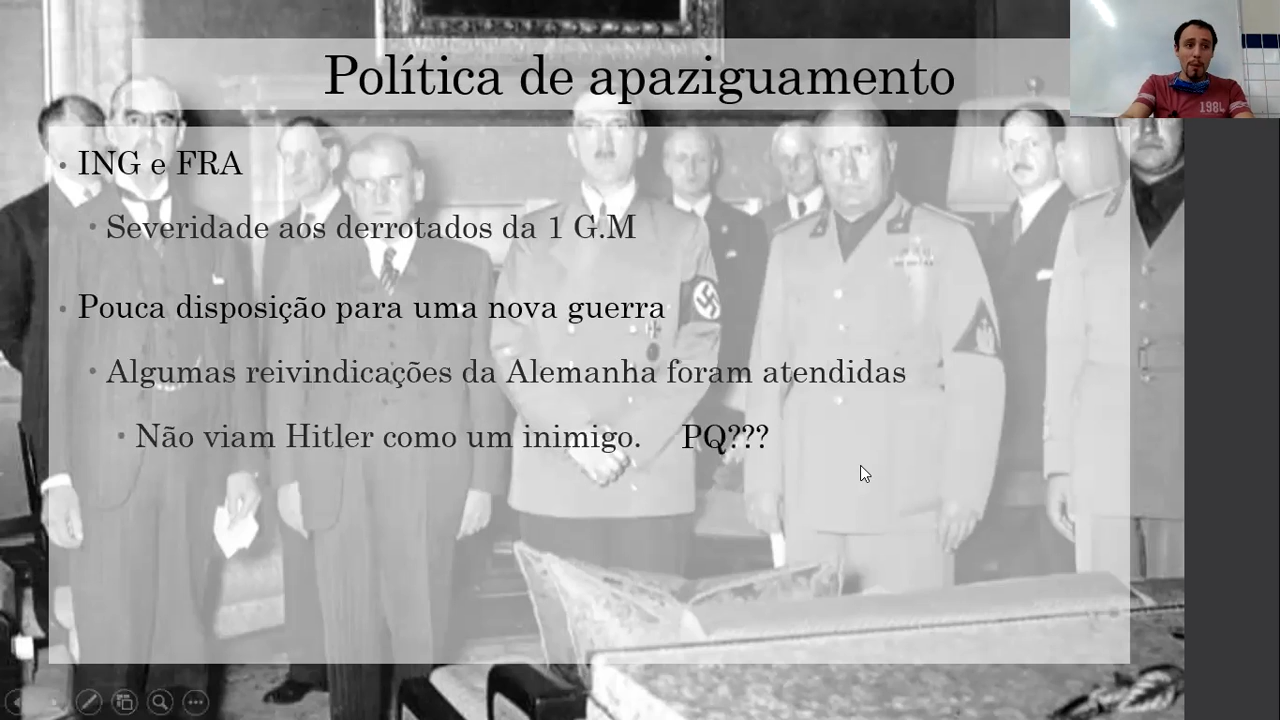 Política de apaziguamento
198
• ING e FRA
• Severidade aos derrotados da 1 G.M
• Pouca disposição para uma nova guerra
• Algumas reivindicações da Alemanha foram atendidas
• Não viam Hitler como um inimigo. PQ???